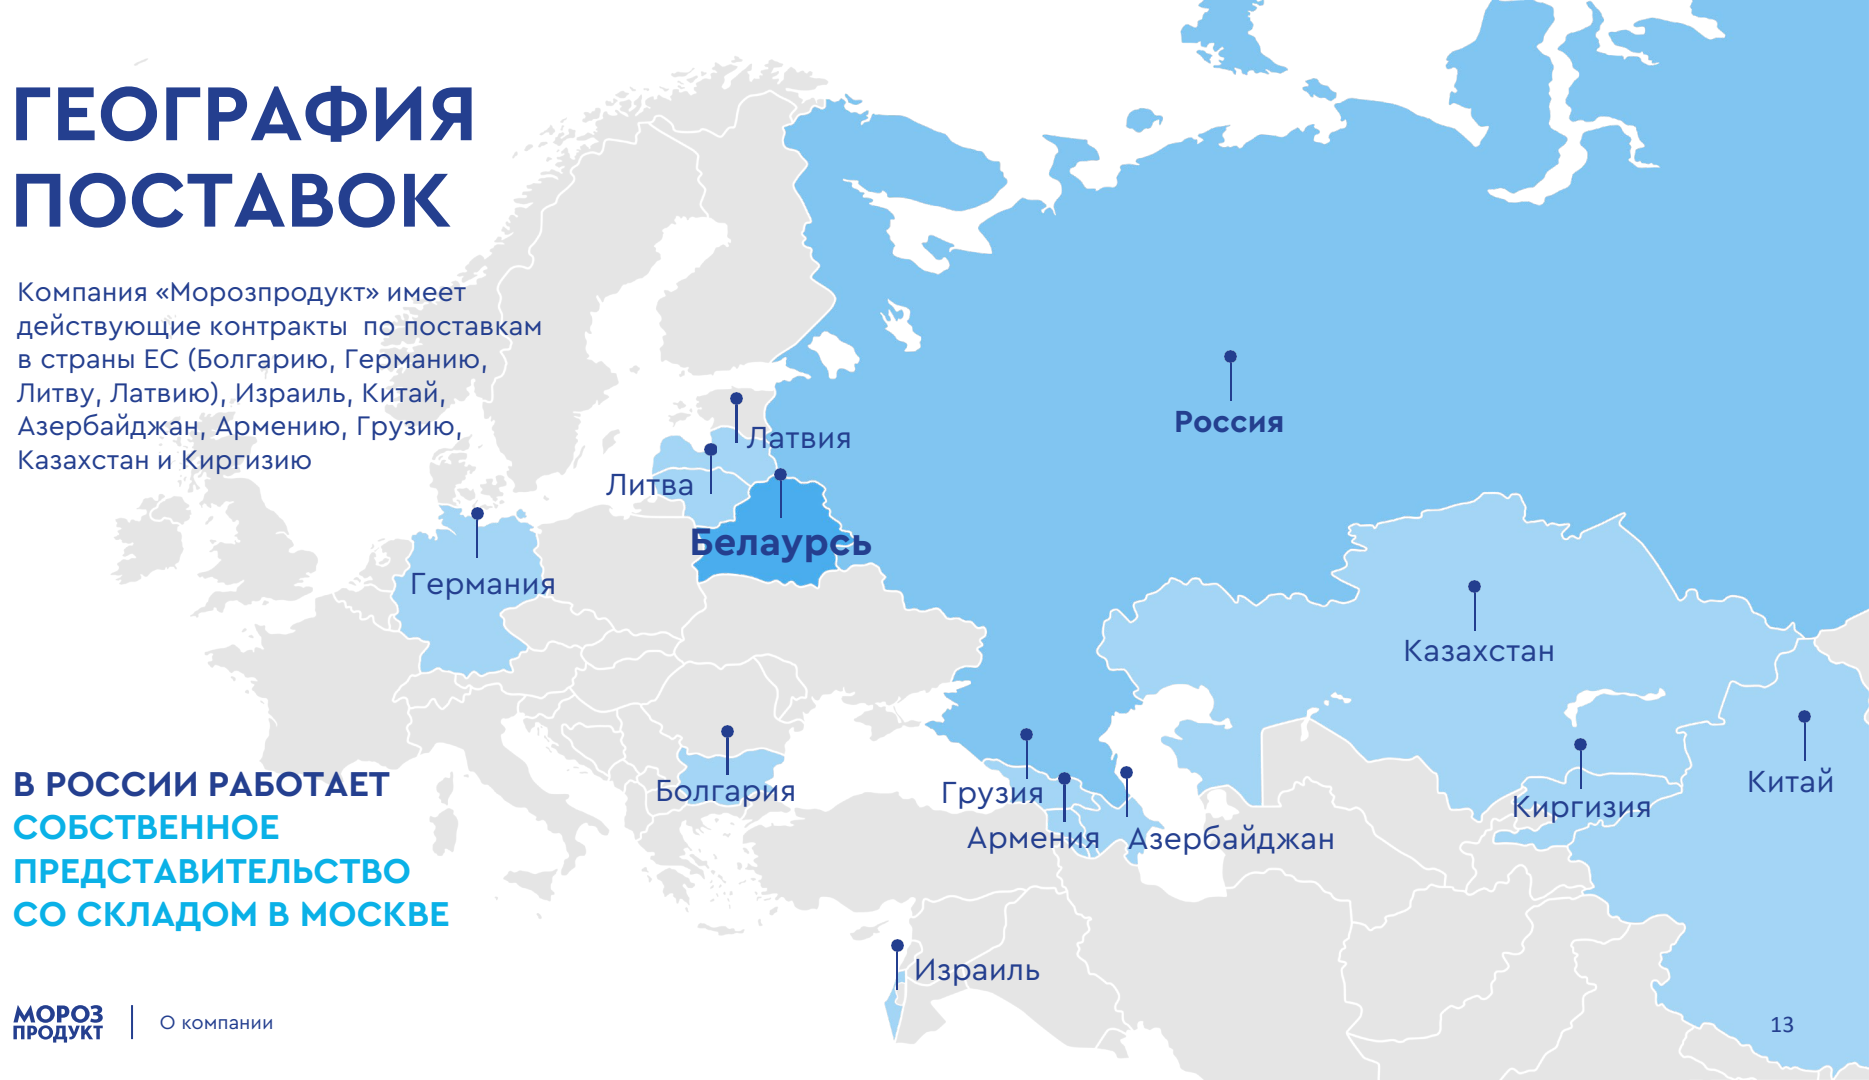 ГЕОГРАФИЯ
ПОСТАВОК
Компания «Морозпродукт» имеет
действующие контракты  по поставкам
в страны ЕС (Болгарию, Германию,
Литву, Латвию), Израиль, Китай,
Азербайджан, Армению, Грузию,
Казахстан и Киргизию
Россия
Латвия
Литва
Белаурсь
Германия
Казахстан
Китай
Болгария
Грузия
Киргизия
Армения
Азербайджан
Израиль
В РОССИИ РАБОТАЕТ
СОБСТВЕННОЕ
ПРЕДСТАВИТЕЛЬСТВО
СО СКЛАДОМ В МОСКВЕ
МОРОЗ
ПРОДУКТ
О компании
13